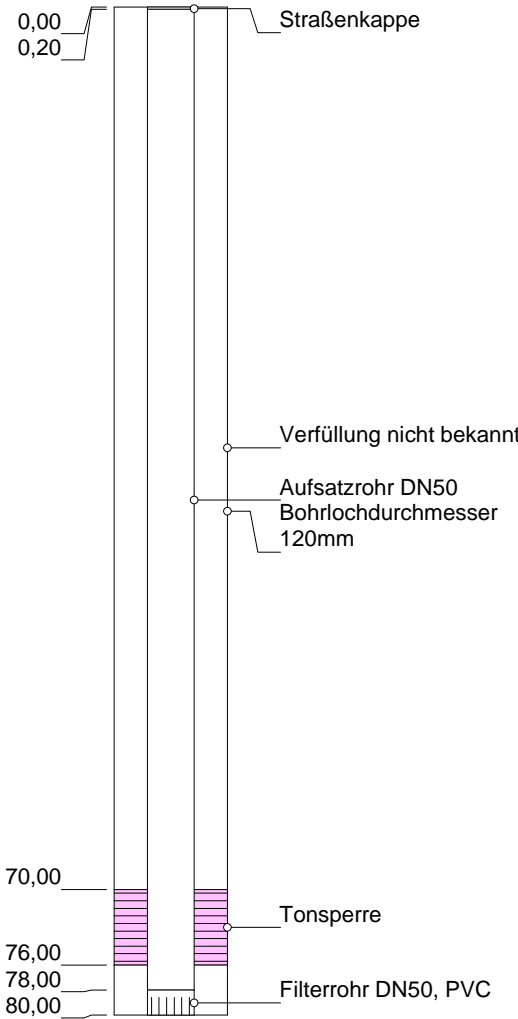 0,00
0,20
Straßenkappe
Verfüllung nicht bekannt
Aufsatzrohr DN50
Bohrlochdurchmesser
120mm
70,00
Tonsperre
76,00
78,00
Filterrohr DN50, PVC
80,00